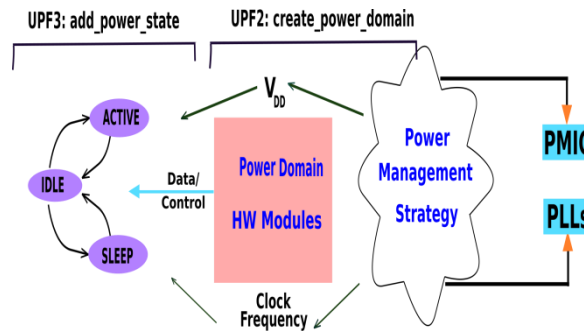 UPF3: add_power_state
UPF2: create_power_domain
V DD
ACTIVE
IDLE
SLEEP
Data/
Control
Power Domain
HW Modules
Clock
Frequency
Power
Management
Strategy
PMIC
PLLs